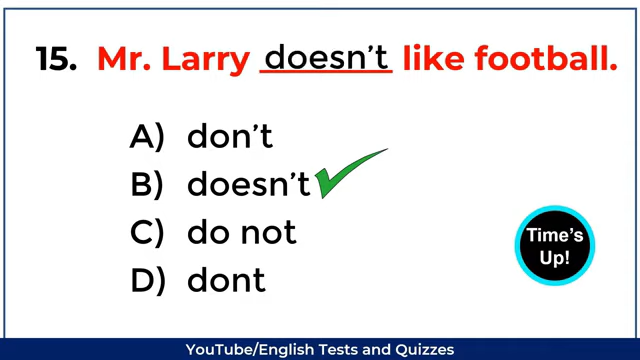 15. Mr. Larry doesn't like football.
A) don't
B) doesn't
C) do not
D) dont
Time's
Up!
YouTube/English Tests and Quizzes